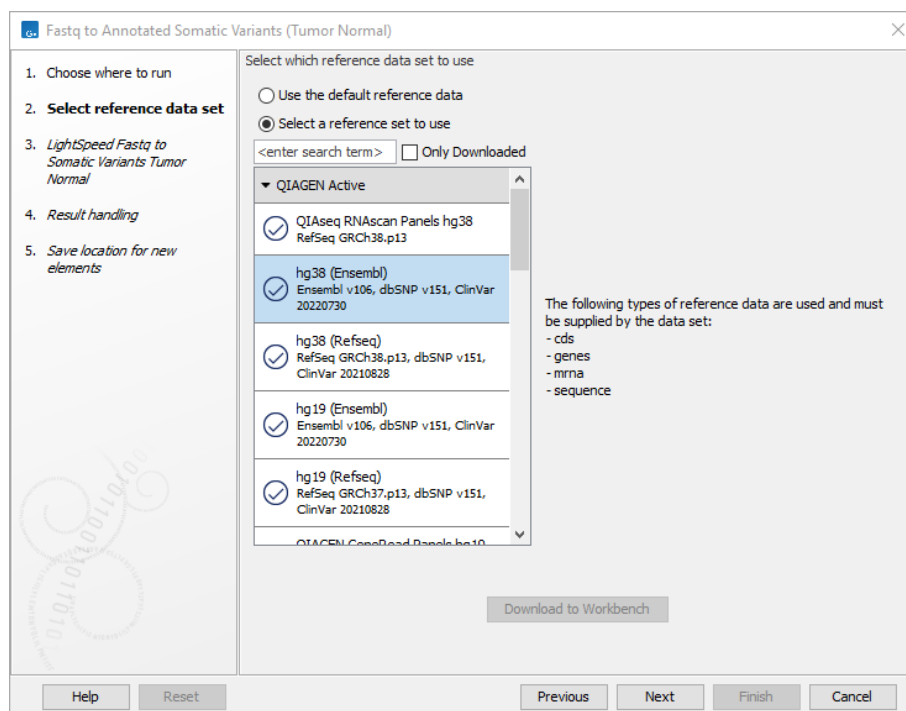 Fastq to Annotated Somatic Variants (Tumor Normal)
1. Choose where to run
2. Select reference data set
3. LightSpeed Fastq to
Somatic Variants Tumor
Normal
4. Result handling
5. Save location for new
elements
Select which reference data set to use
Use the default reference data
Select a reference set to use
<enter search term> Only Downloaded
QIAGEN Active
QIAseq RNAscan Panels hg38
RefSeq GRCh38.p13
hg38 (Ensembl)
Ensembl v106, dbSNP v151, ClinVar
20220730
hg38 (Refseq)
RefSeq GRCh38.p13, dbSNP v151,
ClinVar 20210828
hg19 (Ensembl)
Ensembl v106, dbSNP v151, ClinVar
20220730
hg19 (Refseq)
RefSeq GRCh37.p13, dbSNP v151,
ClinVar 20210828
QIAGEN GeneRead Panels hg19
The following types of reference data are used and must
be supplied by the data set:
- cds
- genes
- mrna
- sequence
Download to Workbench
Help Reset Previous Next Finish Cancel